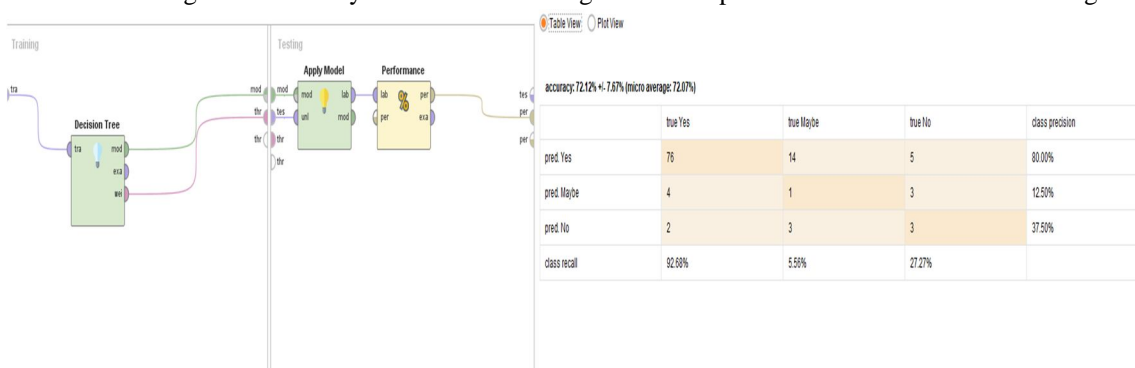 Table View Plot View
Training
Testing
Apply Model
Performance
tra
mod mod mod lab lab per tes
thr tes unl mod per exa per
thr thr per
thr
Decision Tree
tra mod
exa
wei
accuracy: 72.12% +/- 7.67% (micro average: 72.07%)
true Yes true Maybe true No class precision
pred. Yes 76 14 5 80.00%
pred. Maybe 4 1 3 12.50%
pred. No 2 3 3 37.50%
class recall 92.68% 5.56% 27.27%